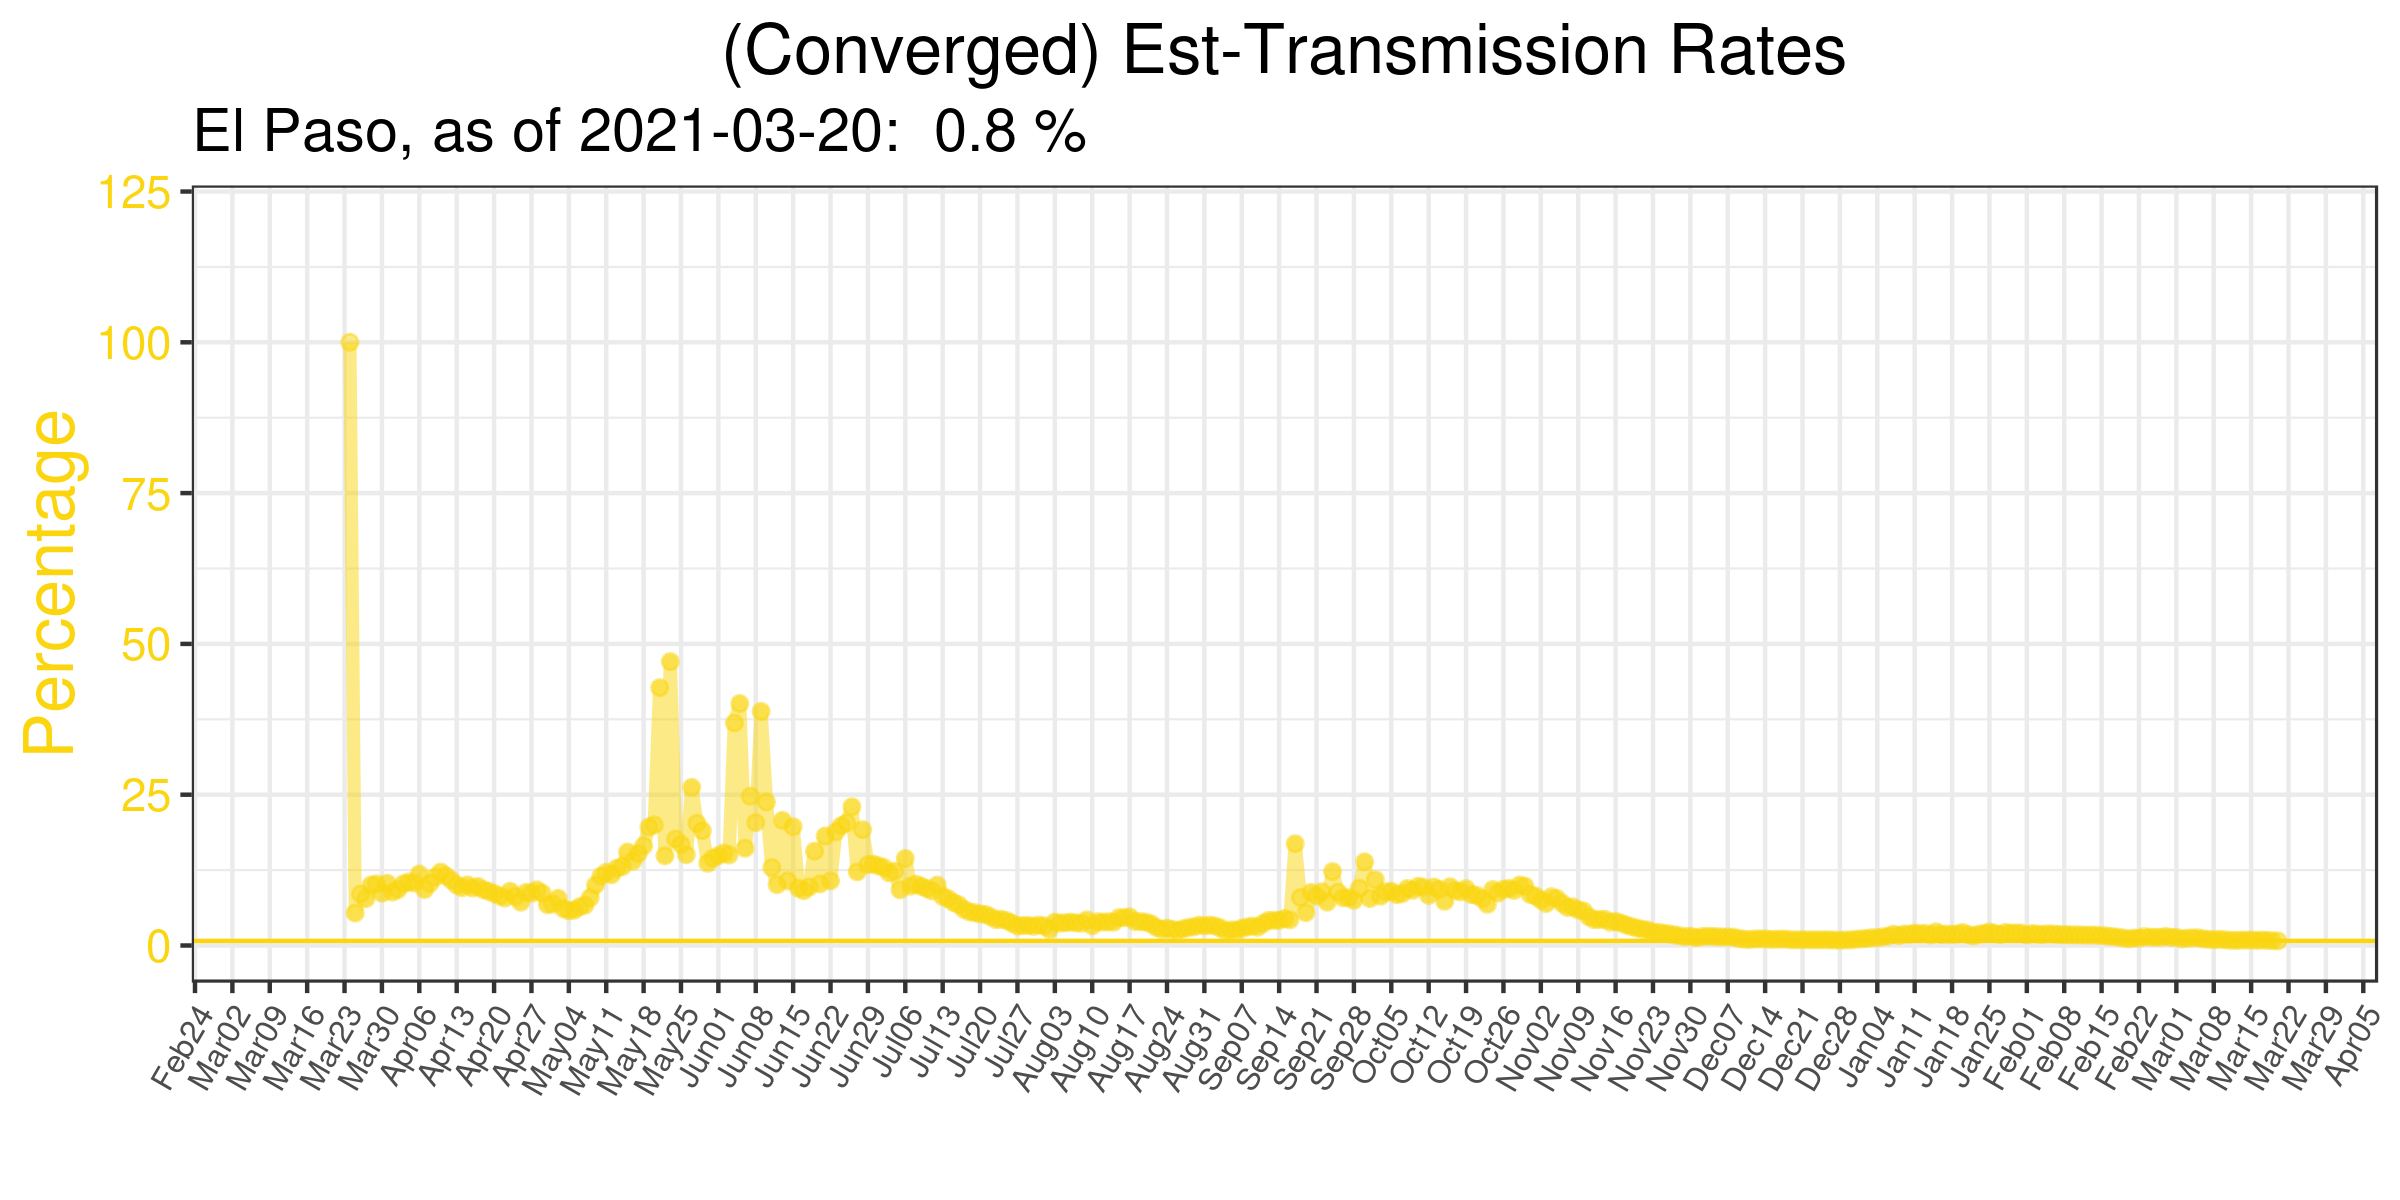 (Converged) Est-Transmission Rates
El Paso, as of 2021-03-20:  0.8 %
Percentage
125
100
75
50
25
0
Feb24 Mar02 Mar09 Mar16 Mar23 Mar30 Apr06 Apr13 Apr20 Apr27 May04 May11 May18 May25 Jun01 Jun08 Jun15 Jun22 Jun29 Jul06 Jul13 Jul20 Jul27 Aug03 Aug10 Aug17 Aug24 Aug31 Sep07 Sep14 Sep21 Sep28 Oct05 Oct12 Oct19 Oct26 Nov02 Nov09 Nov16 Nov23 Nov30 Dec07 Dec14 Dec21 Dec28 Jan04 Jan11 Jan18 Jan25 Feb01 Feb08 Feb15 Feb22 Mar01 Mar08 Mar15 Mar22 Mar29 Apr05